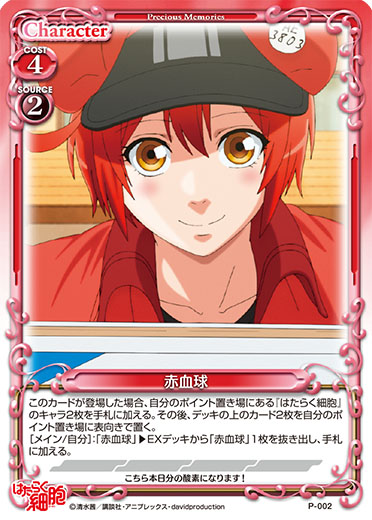 Precious Memories
Character
COST
4
SOURCE
2
AE
3803
赤血球
このカードが登場した場合、自分のポイント置き場にある『はたらく細胞』
のキャラ2枚を手札に加える。その後、デッキの上のカード2枚を自分のポ
イント置き場に表向きで置く。
[メイン/自分]:「赤血球」▶EXデッキから「赤血球」1枚を抜き出し、手札
に加える。
こちら本日分の酸素になります!
はたらく細胞
©清水茜/講談社・アニプレックス・davidproduction
P-002